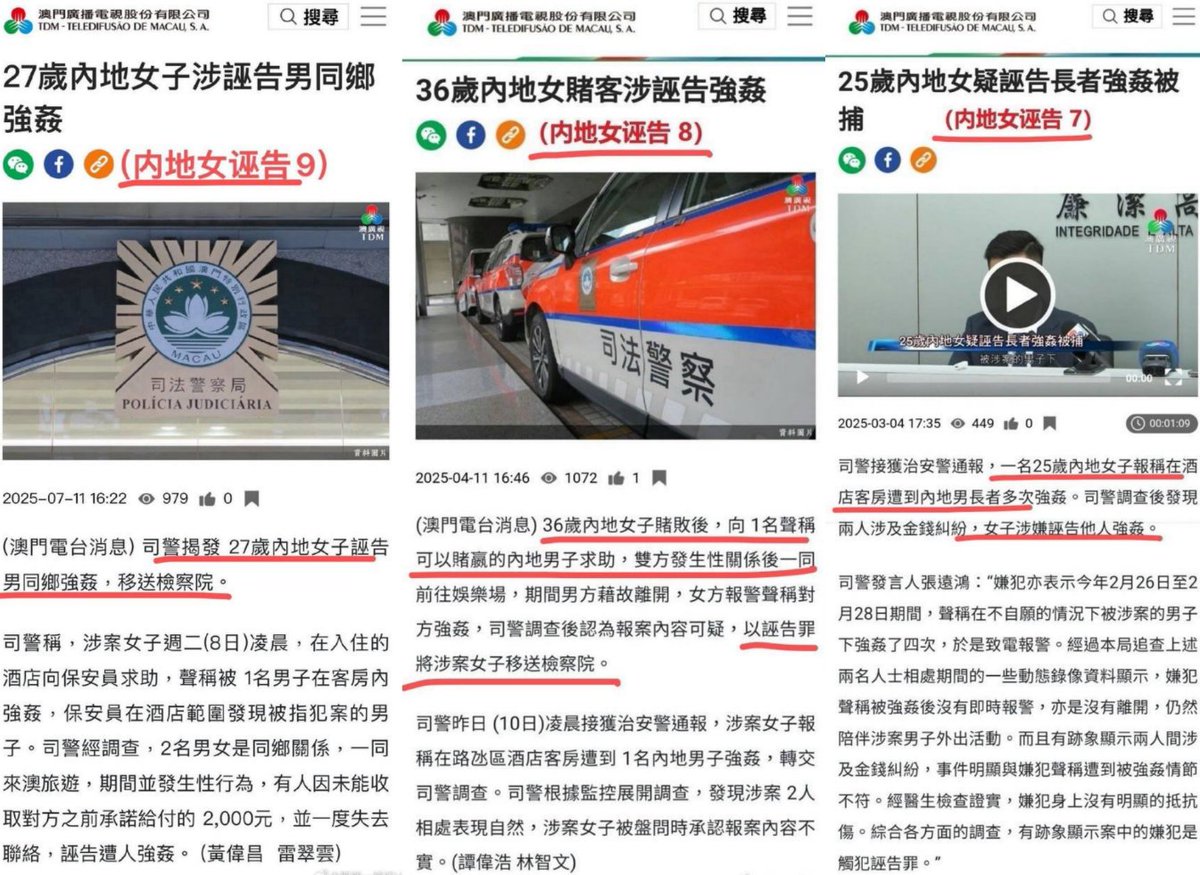 澳門廣播電視股份有限公司
TDM - TELEDIFUSÃO DE MACAU, S. A.
搜尋
27歲內地女子涉誣告男同鄉
強姦
(内地女诬告9)
澳廣視
TDM
中華人民共和國澳門特別行政區
MACAU
司法警察局
POLÍCIA JUDICIÁRIA
資料圖片
2025-07-11 16:22 979 0
(澳門電台消息) 司警揭發 27歲內地女子誣告
男同鄉強姦，移送檢察院。
司警稱，涉案女子週二(8日)凌晨，在入住的
酒店向保安員求助，聲稱被 1名男子在客房內
強姦，保安員在酒店範圍發現被指犯案的男
子。司警經調查，2名男女是同鄉關係，一同
來澳旅遊，期間並發生性行為，有人因未能收
取對方之前承諾給付的 2,000元，並一度失去
聯絡，誣告遭人強姦。 (黃偉昌 雷翠雲)
澳門廣播電視股份有限公司
TDM - TELEDIFUSÃO DE MACAU, S. A.
搜尋
36歲內地女賭客涉誣告強姦
(内地女诬告 8)
澳廣視
TDM
司法警察
資料圖片
2025-04-11 16:46 1072 1
(澳門電台消息) 36歲內地女子賭敗後，向 1名聲稱
可以賭贏的內地男子求助，雙方發生性關係後一同
前往娛樂場，期間男方藉故離開，女方報警聲稱對
方強姦，司警調查後認為報案內容可疑，以誣告罪
將涉案女子移送檢察院。
司警昨日 (10日)凌晨接獲治安警通報，涉案女子報
稱在路氹區酒店客房遭到 1名內地男子強姦，轉交
司警調查。司警根據監控展開調查，發現涉案 2人
相處表現自然，涉案女子被盤問時承認報案內容不
實。(譚偉浩 林智文)
澳門廣播電視股份有限公司
TDM - TELEDIFUSÃO DE MACAU, S. A.
搜尋
25歲內地女疑誣告長者強姦被
捕
(内地女诬告 7)
廉潔
INTEGRIDADE
澳廣視
TDM
25歲內地女疑誣告長者強姦被捕
被涉案的男子下
00:00
2025-03-04 17:35 449 0 00:01:09
司警接獲治安警通報，一名25歲內地女子報稱在酒
店客房遭到內地男長者多次強姦。司警調查後發現
兩人涉及金錢糾紛，女子涉嫌誣告他人強姦。
司警發言人張遠鴻：“嫌犯亦表示今年2月26日至2
月28日期間，聲稱在不自願的情況下被涉案的男子
下強姦了四次，於是致電報警。經過本局追查上述
兩名人士相處期間的一些動態錄像資料顯示，嫌犯
聲稱被強姦後沒有即時報警，亦是沒有離開，仍然
陪伴涉案男子外出活動。而且有跡象顯示兩人間涉
及金錢糾紛，事件明顯與嫌犯聲稱遭到被強姦情節
不符。經醫生檢查證實，嫌犯身上沒有明顯的抵抗
傷。綜合各方面的調查，有跡象顯示案中的嫌犯是
觸犯誣告罪。”